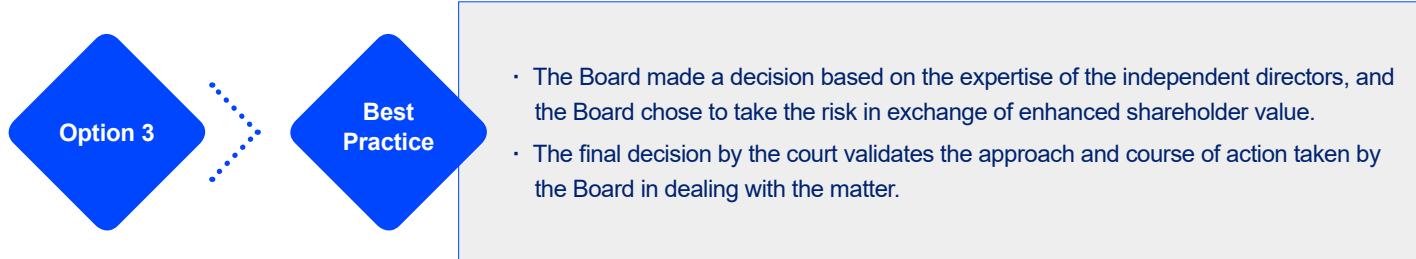 Option 3
Best
Practice
· The Board made a decision based on the expertise of the independent directors, and
the Board chose to take the risk in exchange of enhanced shareholder value.
· The final decision by the court validates the approach and course of action taken by
the Board in dealing with the matter.